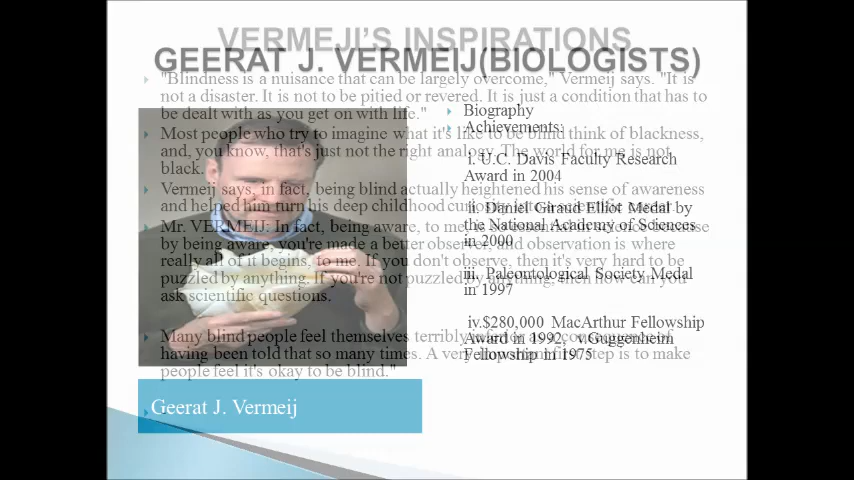 VERMEJI'S INSPIRATIONS
GEERAT J. VERMEIJ(BIOLOGISTS)
"Blindness is a nuisance that can be largely overcome," Vermeij says. "It is
not a disaster. It is not to be pitied or revered. It is just a condition that has to
be dealt with as you get on with life."
Most people who try to imagine what it's like to be blind think of blackness,
and, you know, that's just not the right analogy. The world for me is not
black.
Vermeij says, in fact, being blind actually heightened his sense of awareness
and helped him turn his deep childhood
Mr. VERMEIJ: In fact, being aware, to me, is
by being aware, you're made a better observer, and observation is where
really all of it begins, to me. If you don't observe, then it's very hard to be
puzzled by anything. If you're not puzzled by anything, then how can you
ask scientific questions.
Many blind people feel themselves terribly
having been told that so many times. A very step is to make
people feel it's okay to be blind."
Biography
Achievements:
i. U.C. Davis Faculty Research
Award in 2004
ii. Daniel Giraud Elliot Medal by
the National Academy of Sciences
in 2000
iii. Paleontological Society Medal
in 1997
iv.$280,000 MacArthur Fellowship
Award in 1992, v.Guggenheim
Fellowship in 1975
Geerat J. Vermeij